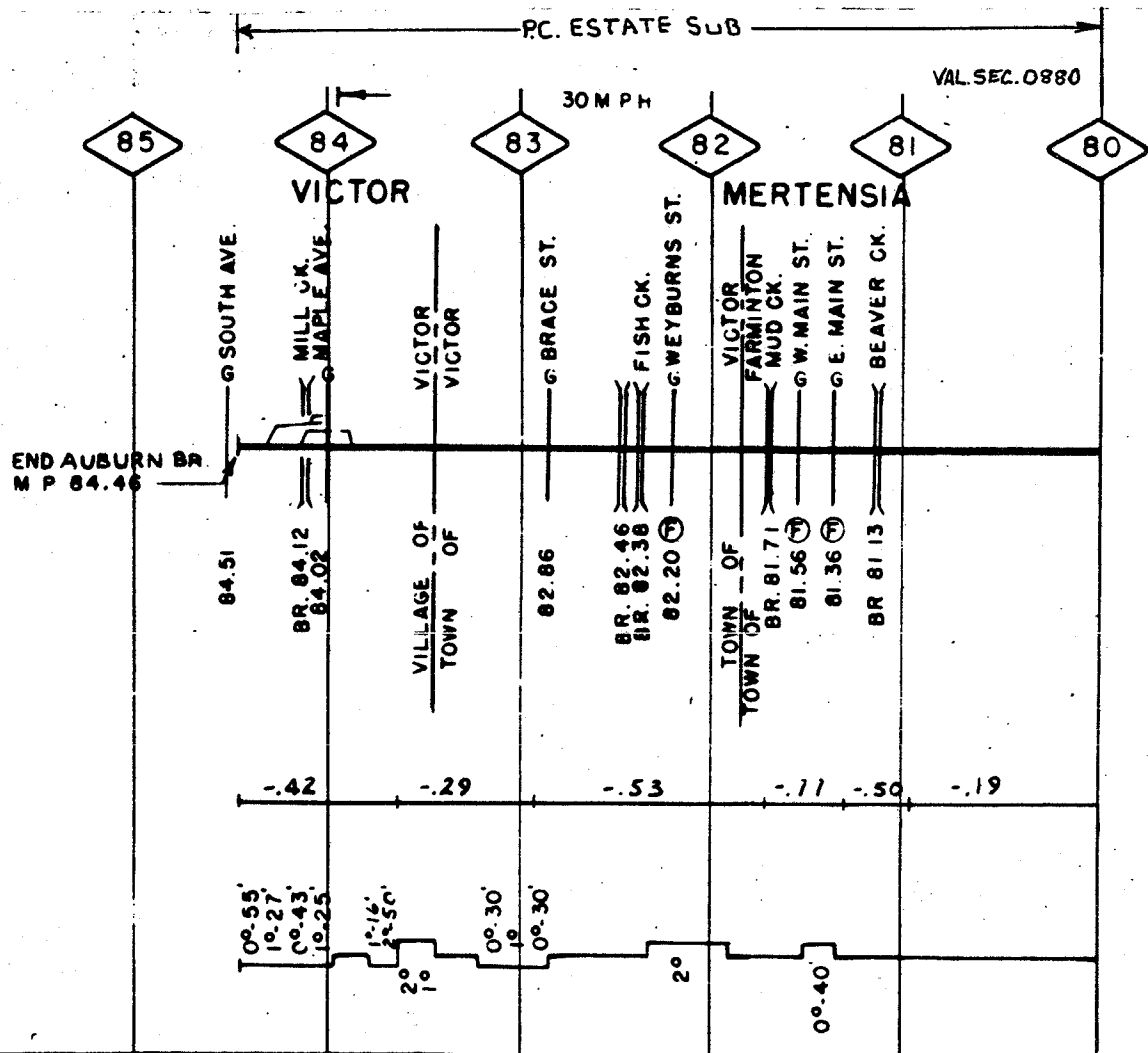 P.C. ESTATE SUB
VAL. SEC. 0880
30 MPH
85
84
83
82
81
80
VICTOR
MERTENSIA
G SOUTH AVE.
MILL CK.
MAPLE AVE.
G
VICTOR
VICTOR
G BRACE ST.
FISH CK.
G WEYBURNS ST.
VICTOR
FARMINTON
MUD CK.
G W. MAIN ST.
G E. MAIN ST.
BEAVER CK.
END AUBURN BR.
M P 84.46
84.51
BR. 84.12
84.02
VILLAGE OF
TOWN OF
82.86
BR. 82.46
BR. 82.38
82.20 F
TOWN OF
TOWN OF
BR. 81.71
81.56 F
81.36 F
BR 81.13
-.42
-.29
-.53
-.11
-.50
-.19
0°-55'
1°-27'
0°-43'
1°-25'
1°-16'
2°-50'
2°
1°
0°-30'
1°
0°-30'
2°
0°-40'